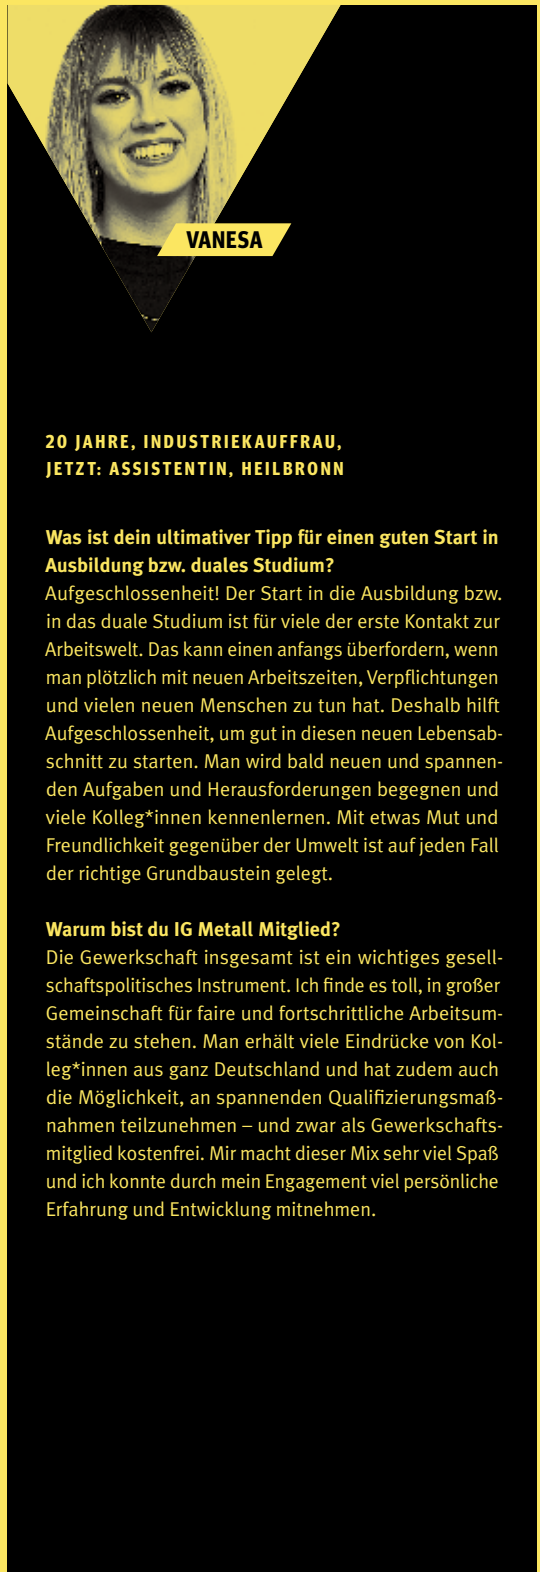 VANESA
20 JAHRE, INDUSTRIEKAUFFRAU,
JETZT: ASSISTENTIN, HEILBRONN
Was ist dein ultimativer Tipp für einen guten Start in
Ausbildung bzw. duales Studium?
Aufgeschlossenheit! Der Start in die Ausbildung bzw.
in das duale Studium ist für viele der erste Kontakt zur
Arbeitswelt. Das kann einen anfangs überfordern, wenn
man plötzlich mit neuen Arbeitszeiten, Verpflichtungen
und vielen neuen Menschen zu tun hat. Deshalb hilft
Aufgeschlossenheit, um gut in diesen neuen Lebensab-
schnitt zu starten. Man wird bald neuen und spannen-
den Aufgaben und Herausforderungen begegnen und
viele Kolleg*innen kennenlernen. Mit etwas Mut und
Freundlichkeit gegenüber der Umwelt ist auf jeden Fall
der richtige Grundbaustein gelegt.
Warum bist du IG Metall Mitglied?
Die Gewerkschaft insgesamt ist ein wichtiges gesell-
schaftspolitisches Instrument. Ich finde es toll, in großer
Gemeinschaft für faire und fortschrittliche Arbeitsum-
stände zu stehen. Man erhält viele Eindrücke von Kol-
leg*innen aus ganz Deutschland und hat zudem auch
die Möglichkeit, an spannenden Qualifizierungsmaß-
nahmen teilzunehmen – und zwar als Gewerkschafts-
mitglied kostenfrei. Mir macht dieser Mix sehr viel Spaß
und ich konnte durch mein Engagement viel persönliche
Erfahrung und Entwicklung mitnehmen.